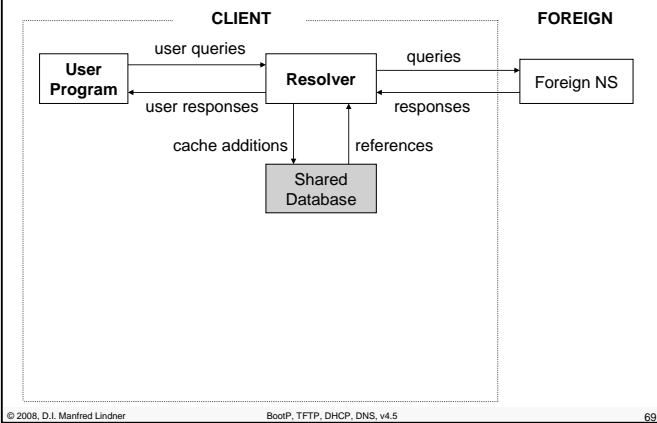 CLIENT
FOREIGN
user queries
queries
User
Program
Resolver
Foreign NS
user responses
responses
cache additions
references
Shared
Database
© 2008, D.I. Manfred Lindner
BootP, TFTP, DHCP, DNS, v4.5
69